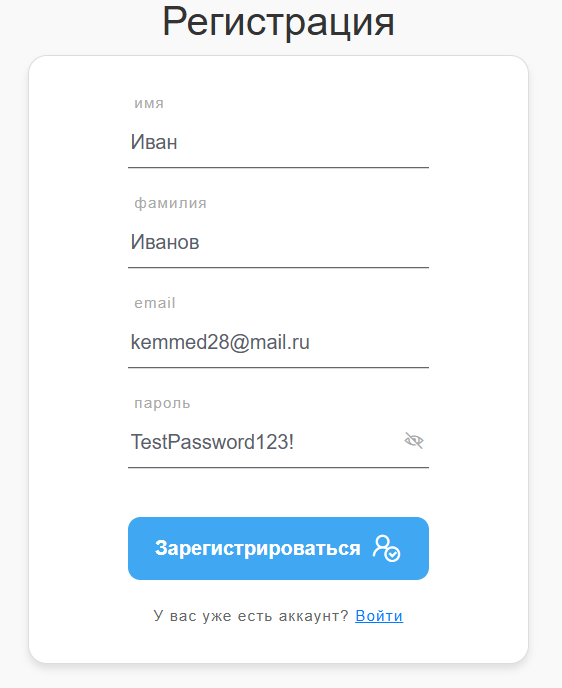 Регистрация
имя
Иван
фамилия
Иванов
email
kemmed28@mail.ru
пароль
TestPassword123!
Зарегистрироваться
У вас уже есть аккаунт? Войти